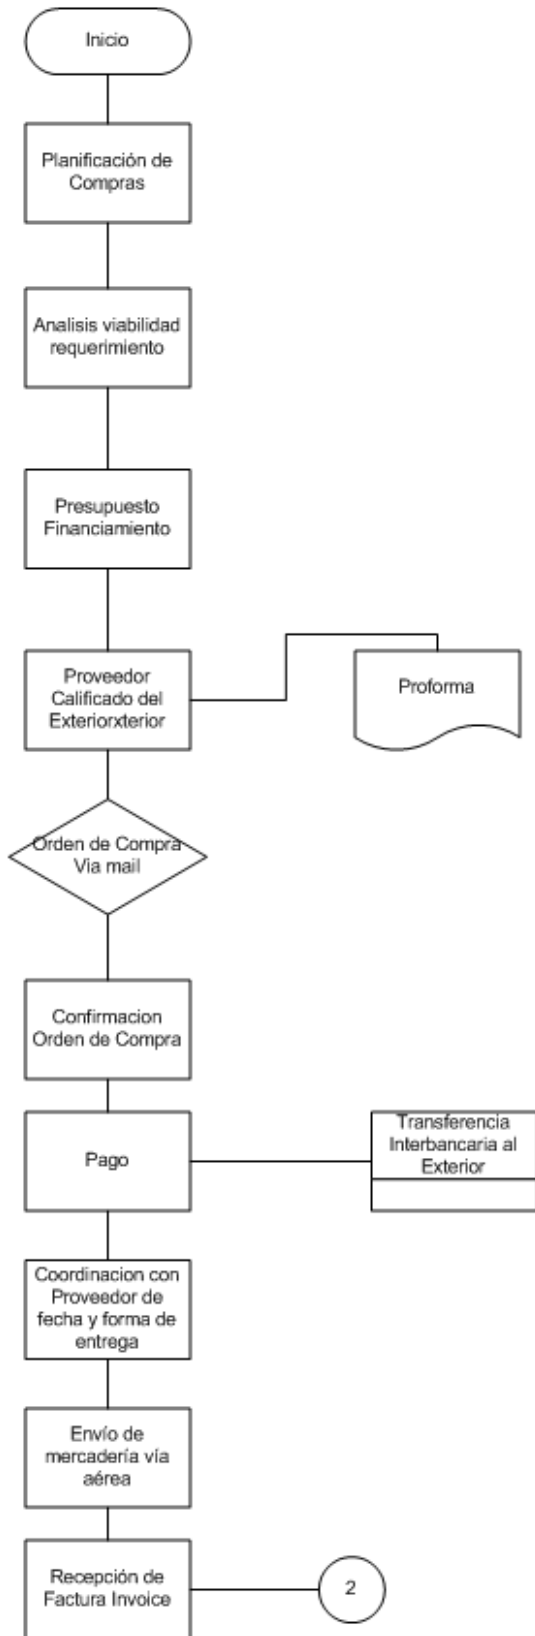 Inicio
Planificación de
Compras
Analisis viabilidad
requerimiento
Presupuesto
Financiamiento
Proveedor
Calificado del
Exteriorxterior
Proforma
Orden de Compra
Via mail
Confirmacion
Orden de Compra
Pago
Transferencia
Interbancaria al
Exterior
Coordinacion con
Proveedor de
fecha y forma de
entrega
Envío de
mercadería vía
aérea
Recepción de
Factura Invoice
2